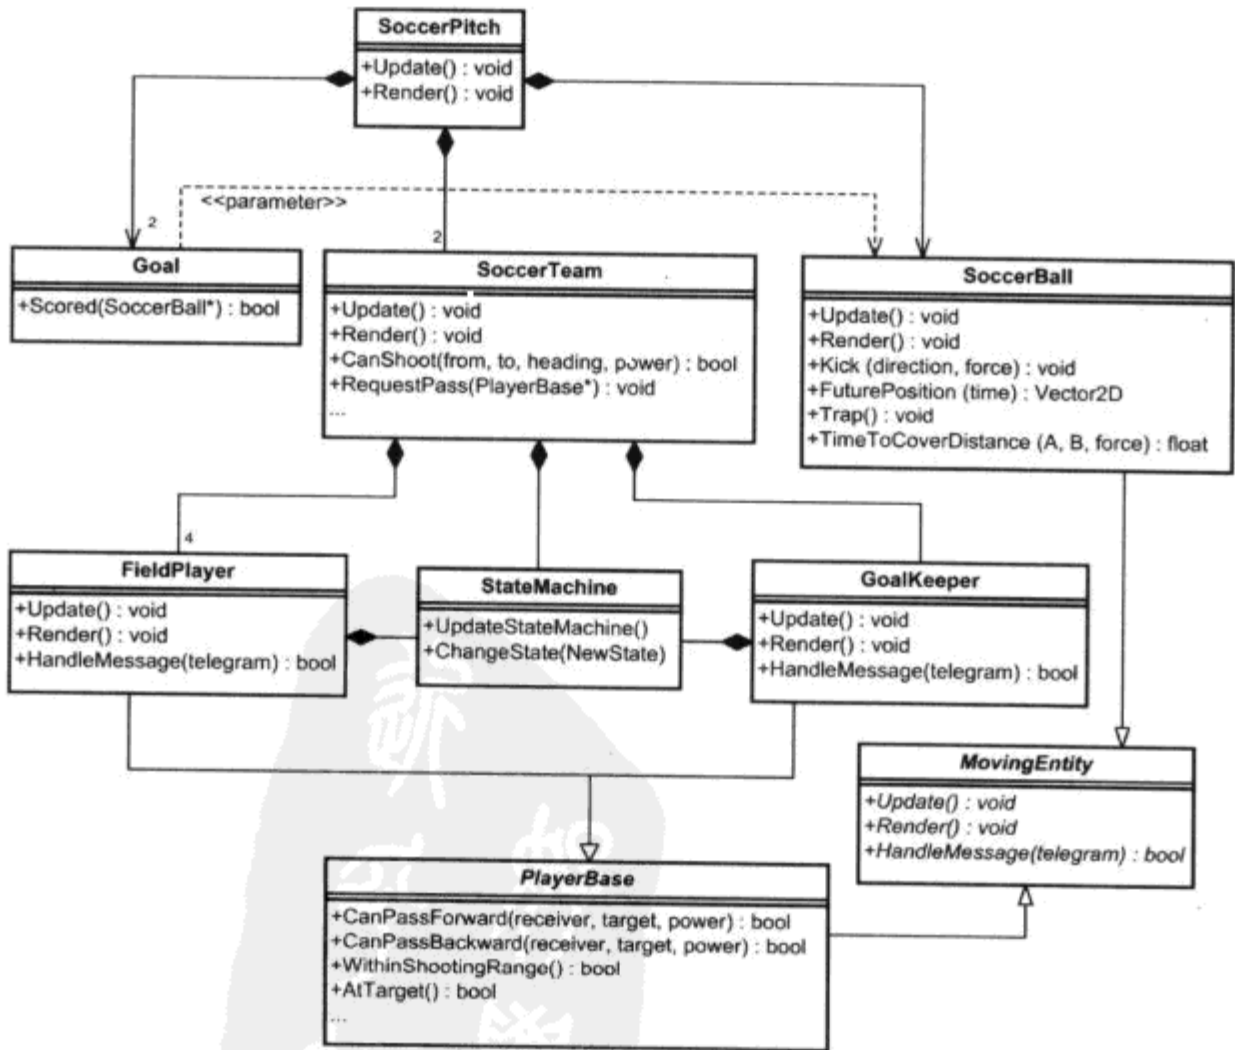 SoccerPitch
+Update() : void
+Render() : void
<<parameter>>
2
2
Goal
+Scored(SoccerBall*) : bool
SoccerTeam
+Update() : void
+Render() : void
+CanShoot(from, to, heading, power) : bool
+RequestPass(PlayerBase*) : void
...
SoccerBall
+Update() : void
+Render() : void
+Kick (direction, force) : void
+FuturePosition (time) : Vector2D
+Trap() : void
+TimeToCoverDistance (A, B, force) : float
4
FieldPlayer
+Update() : void
+Render() : void
+HandleMessage(telegram) : bool
StateMachine
+UpdateStateMachine()
+ChangeState(NewState)
GoalKeeper
+Update() : void
+Render() : void
+HandleMessage(telegram) : bool
MovingEntity
+Update() : void
+Render() : void
+HandleMessage(telegram) : bool
PlayerBase
+CanPassForward(receiver, target, power) : bool
+CanPassBackward(receiver, target, power) : bool
+WithinShootingRange() : bool
+AtTarget() : bool
...